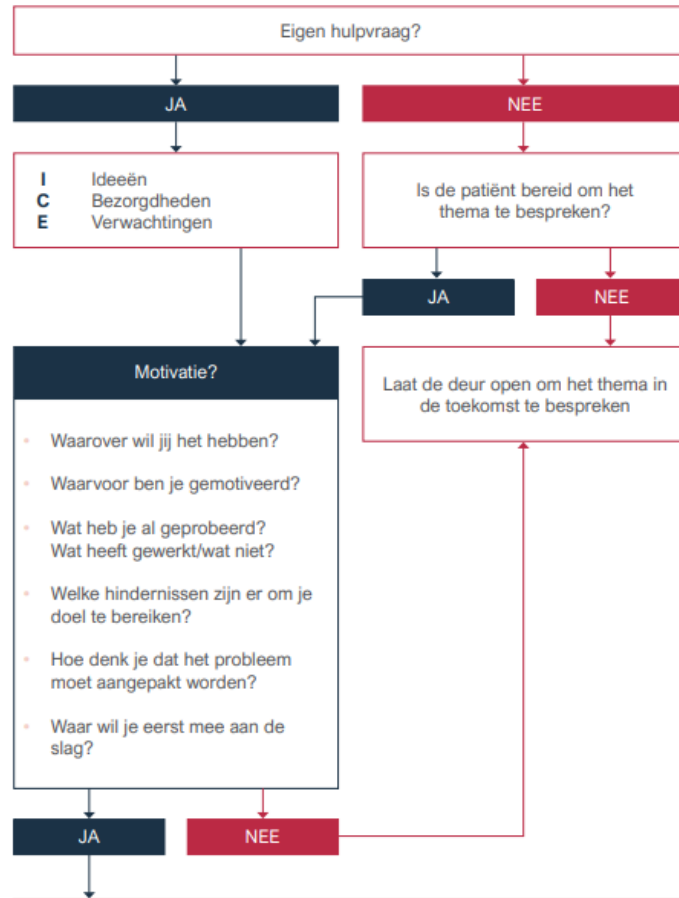 Eigen hulpvraag?
JA
NEE
I Ideeën
C Bezorgdheden
E Verwachtingen
Is de patiënt bereid om het
thema te bespreken?
JA
NEE
Motivatie?
Laat de deur open om het thema in
de toekomst te bespreken
• Waarover wil jij het hebben?
• Waarvoor ben je gemotiveerd?
• Wat heb je al geprobeerd?
Wat heeft gewerkt/wat niet?
• Welke hindernissen zijn er om je
doel te bereiken?
• Hoe denk je dat het probleem
moet aangepakt worden?
• Waar wil je eerst mee aan de
slag?
JA
NEE